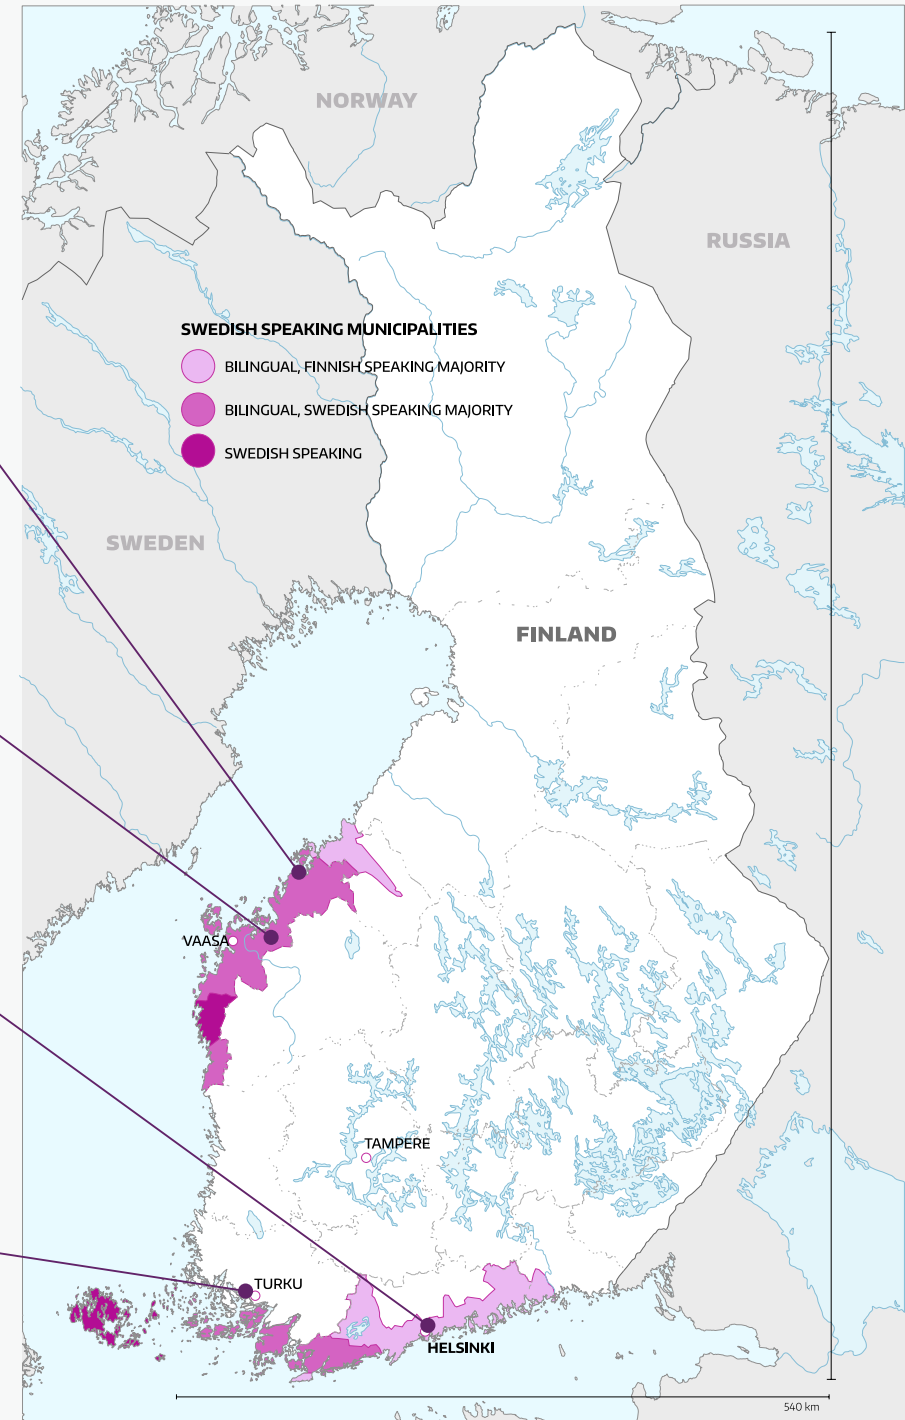 NORWAY
RUSSIA
SWEDISH SPEAKING MUNICIPALITIES
BILINGUAL, FINNISH SPEAKING MAJORITY
BILINGUAL, SWEDISH SPEAKING MAJORITY
SWEDISH SPEAKING
SWEDEN
FINLAND
VAASA
TAMPERE
TURKU
HELSINKI
540 km